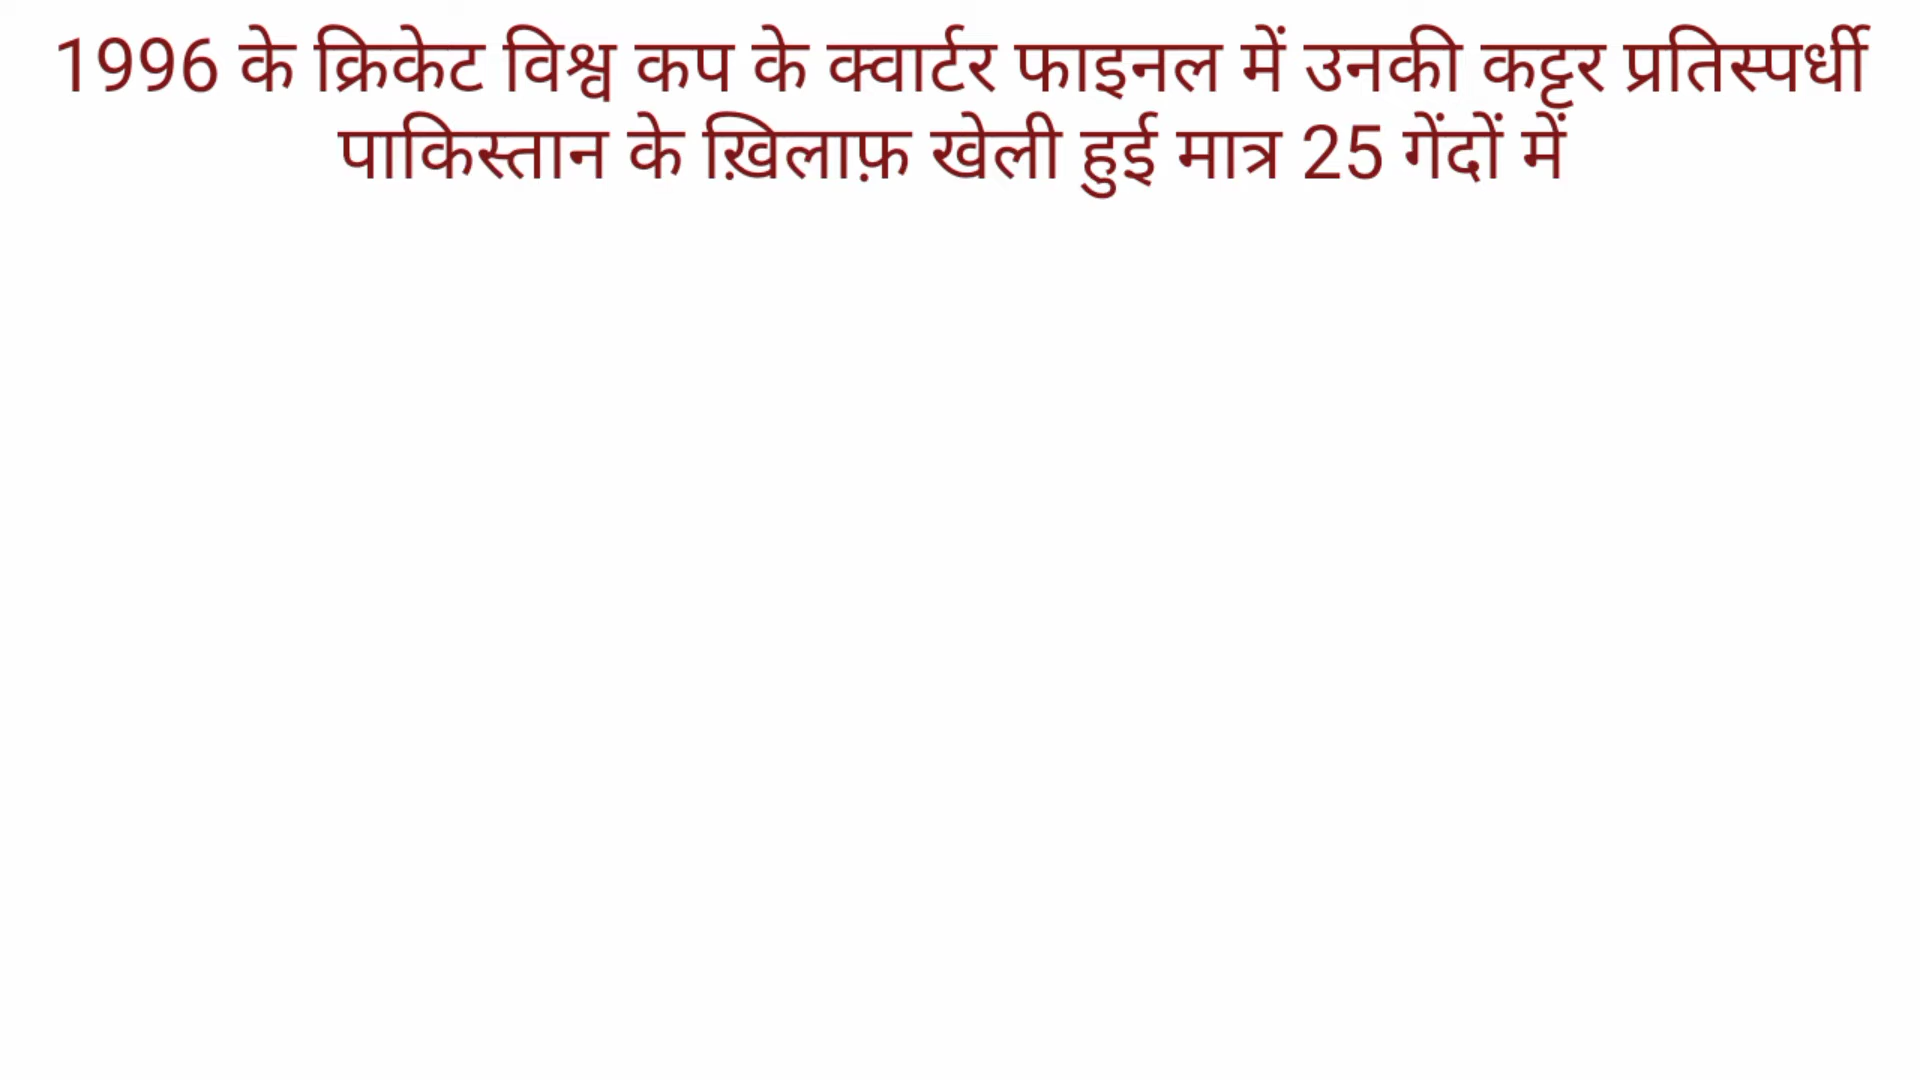 1996 के क्रिकेट विश्व कप के क्वार्टर फाइनल में उनकी कट्टर प्रतिस्पर्धी
पाकिस्तान के ख़िलाफ़ खेली हुई मात्र 25 गेंदों में